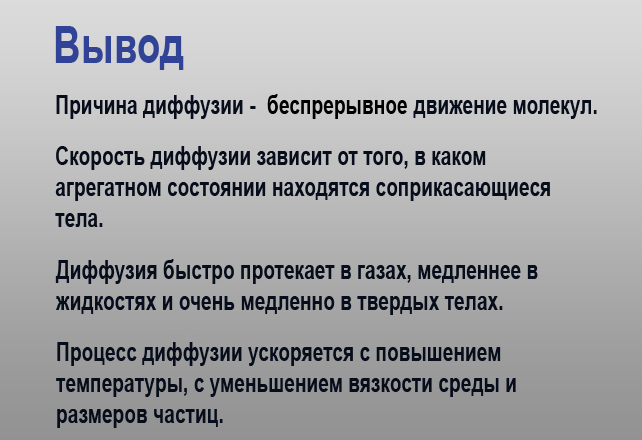 Вывод
Причина диффузии - беспрерывное движение молекул.
Скорость диффузии зависит от того, в каком
агрегатном состоянии находятся соприкасающиеся
тела.
Диффузия быстро протекает в газах, медленнее в
жидкостях и очень медленно в твердых телах.
Процесс диффузии ускоряется с повышением
температуры, с уменьшением вязкости среды и
размеров частиц.